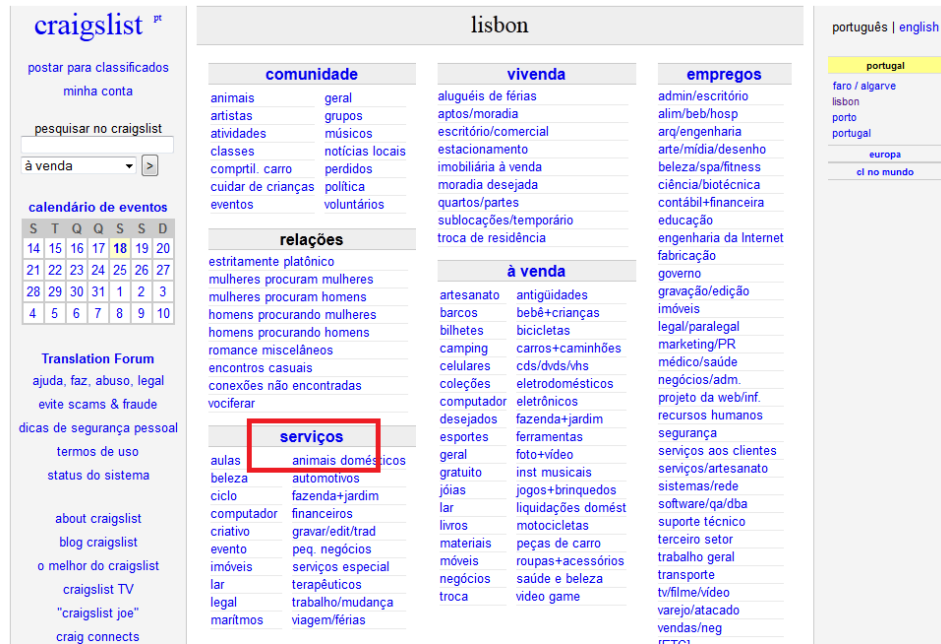 craigslist pt
postar para classificados
minha conta
pesquisar no craigslist
à venda
>
calendário de eventos
S T Q Q S S D
14 15 16 17 18 19 20
21 22 23 24 25 26 27
28 29 30 31 1 2 3
4 5 6 7 8 9 10
Translation Forum
ajuda, faz, abuso, legal
evite scams & fraude
dicas de segurança pessoal
termos de uso
status do sistema
about craigslist
blog craigslist
o melhor do craigslist
craigslist TV
"craigslist joe"
craig connects
lisbon
comunidade
animais
artistas
atividades
classes
comprtil. carro
cuidar de crianças
eventos
geral
grupos
músicos
notícias locais
perdidos
política
voluntários
relações
estritamente platônico
mulheres procuram mulheres
mulheres procuram homens
homens procurando mulheres
homens procurando homens
romance miscelâneos
encontros casuais
conexões não encontradas
vociferar
serviços
aulas
beleza
ciclo
computador
criativo
evento
imóveis
lar
legal
marítmos
animais domésticos
automotivos
fazenda+jardim
financeiros
gravar/edit/trad
peq. negócios
serviços especial
terapêuticos
trabalho/mudança
viagem/férias
vivenda
aluguéis de férias
aptos/moradia
escritório/comercial
estacionamento
imobiliária à venda
moradia desejada
quartos/partes
sublocações/temporário
troca de residência
à venda
artesanato
barcos
bilhetes
camping
celulares
coleções
computador
desejados
esportes
geral
gratuito
jóias
lar
livros
materiais
móveis
negócios
troca
antigüidades
bebê+crianças
bicicletas
carros+caminhões
cds/dvds/vhs
eletrodomésticos
eletrônicos
fazenda+jardim
ferramentas
foto+vídeo
inst musicais
jogos+brinquedos
liquidações domést
motocicletas
peças de carro
roupas+acessórios
saúde e beleza
video game
empregos
admin/escritório
alim/beb/hosp
arq/engenharia
arte/mídia/desenho
beleza/spa/fitness
ciência/biotécnica
contábil+financeira
educação
engenharia da Internet
fabricação
governo
gravação/edição
imóveis
legal/paralegal
marketing/PR
médico/saúde
negócios/adm.
projeto da web/inf.
recursos humanos
segurança
serviços aos clientes
serviços/artesanato
sistemas/rede
software/qa/dba
suporte técnico
terceiro setor
trabalho geral
transporte
tv/filme/vídeo
varejo/atacado
vendas/neg
português | english
portugal
faro / algarve
lisbon
porto
portugal
europa
cl no mundo